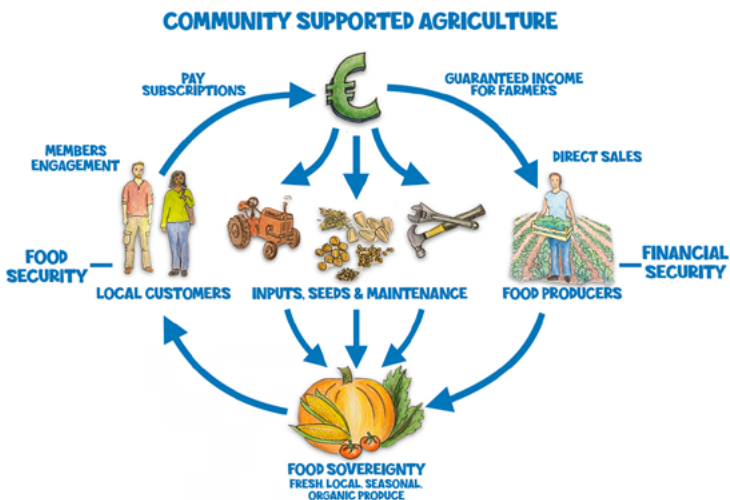 COMMUNITY SUPPORTED AGRICULTURE
PAY
SUBSCRIPTIONS
GUARANTEED INCOME
FOR FARMERS
MEMBERS
ENGAGEMENT
DIRECT SALES
FOOD
SECURITY
FINANCIAL
SECURITY
LOCAL CUSTOMERS
INPUTS, SEEDS & MAINTENANCE
FOOD PRODUCERS
FOOD SOVEREIGNTY
FRESH, LOCAL, SEASONAL,
ORGANIC PRODUCE